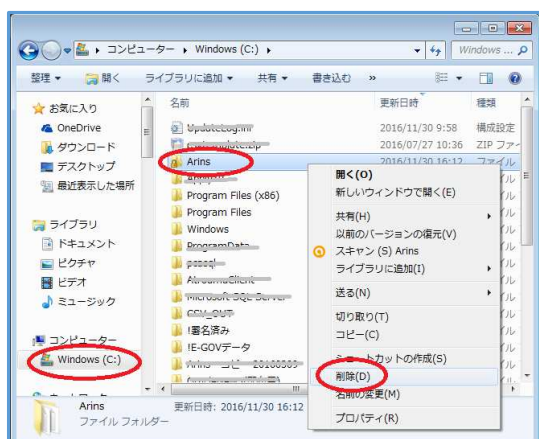 コンピューター ▸ Windows (C:) ▸
Windows ...
整理 ▼ 開く ライブラリに追加 ▼ 共有 ▼ 書き込む »
名前 更新日時 種類
お気に入り
OneDrive
ダウンロード
デスクトップ
最近表示した場所
ライブラリ
ドキュメント
ピクチャ
ビデオ
ミュージック
コンピューター
Windows (C:)
UpdateLog.ini 2016/11/30 9:58 構成設定
2016/07/27 10:36 ZIP ファ
Arins 2016/11/30 16:12 ファイル
Program Files (x86)
Program Files
Windows
ProgramData
Microsoft SQL Server
CSV_OUT
!署名済み
!E-GOVデータ
開く(O)
新しいウィンドウで開く(E)
共有(H)
以前のバージョンの復元(V)
スキャン (S) Arins
ライブラリに追加(I)
送る(N)
切り取り(T)
コピー(C)
ショートカットの作成(S)
削除(D)
名前の変更(M)
プロパティ(R)
Arins 更新日時: 2016/11/30 16:12
ファイル フォルダー